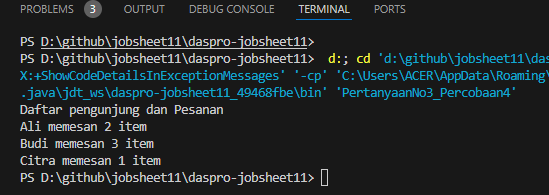 PROBLEMS 3 OUTPUT DEBUG CONSOLE TERMINAL PORTS
PS D:\github\jobsheet11\daspro-jobsheet11>
PS D:\github\jobsheet11\daspro-jobsheet11> d:; cd 'd:\github\jobsheet11\das
X:+ShowCodeDetailsInExceptionMessages' '-cp' 'C:\Users\ACER\AppData\Roaming\
.java\jdt_ws\daspro-jobsheet11_49468fbe\bin' 'PertanyaanNo3_Percobaan4'
Daftar pengunjung dan Pesanan
Ali memesan 2 item
Budi memesan 3 item
Citra memesan 1 item
PS D:\github\jobsheet11\daspro-jobsheet11>